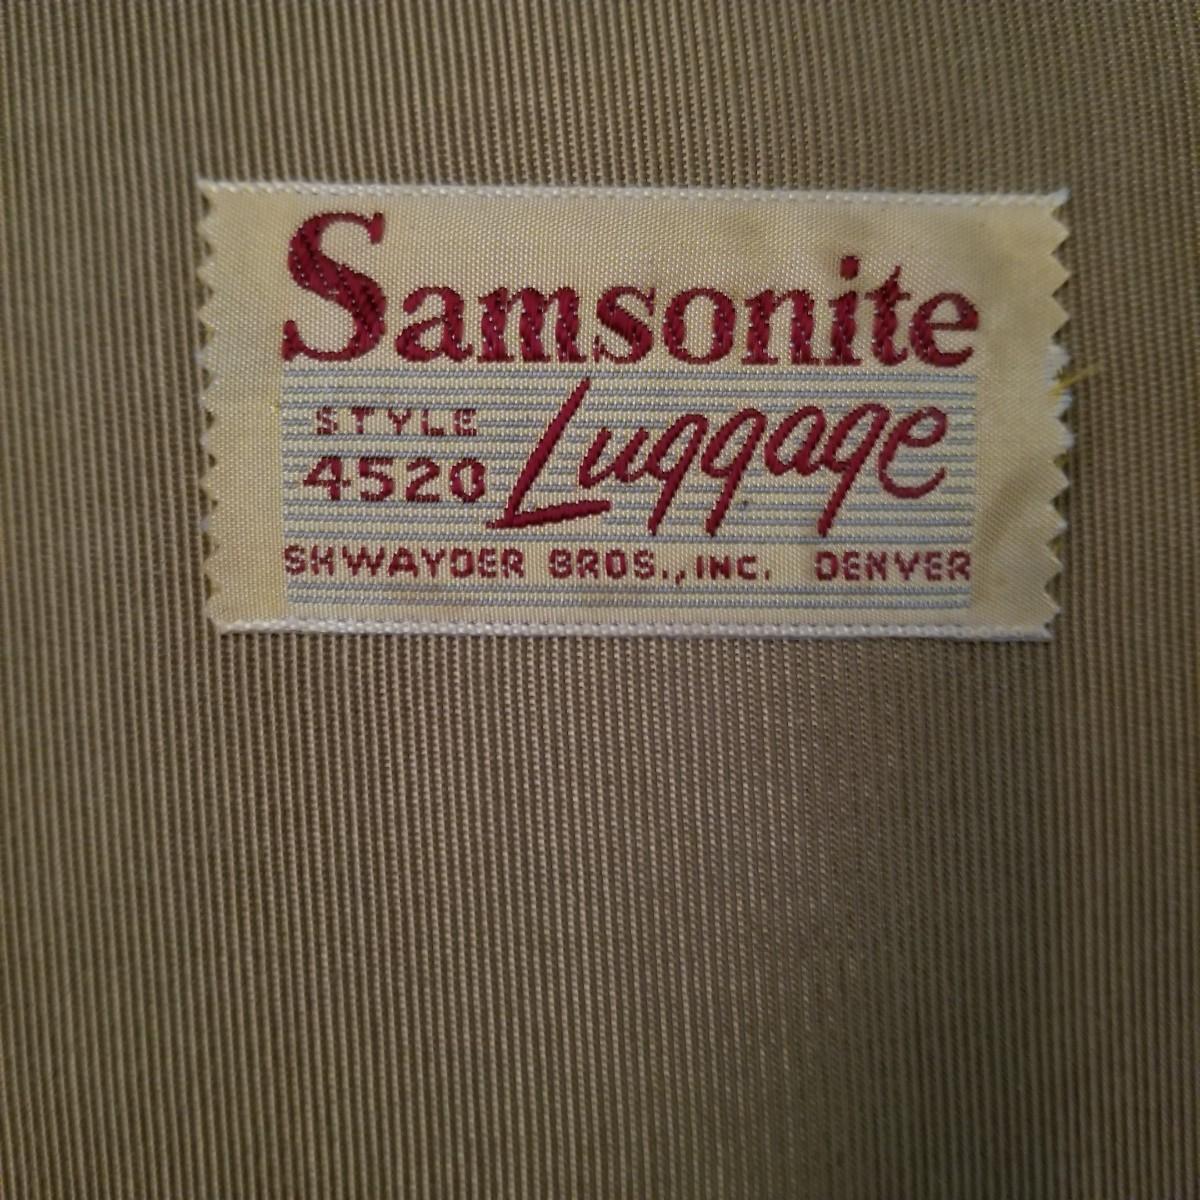 Samsonite
STYLE
4520
Luggage
SHWAYDER BROS., INC. DENVER